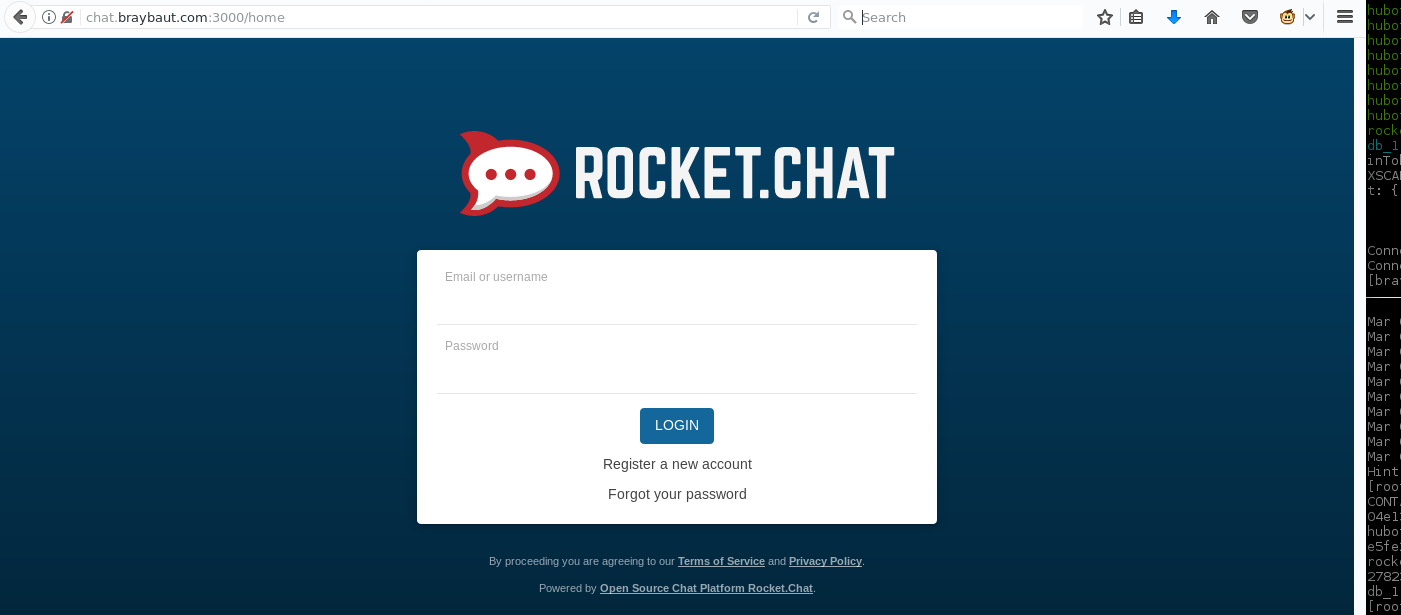 chat.braybaut.com:3000/home
Search
ROCKET.CHAT
Email or username
Password
LOGIN
Register a new account
Forgot your password
By proceeding you are agreeing to our Terms of Service and Privacy Policy.
Powered by Open Source Chat Platform Rocket.Chat.
hubo
hubo
hubo
hubo
hubo
hubo
hubo
hubo
rocke
db_1
inTo
XSCA
t: {
Conn
Conn
[bra
Mar
Mar
Mar
Mar
Mar
Mar
Mar
Mar
Mar
Mar
Hint
[roo
CONT
04e1
hubo
e5fe
rock
2782
db_1
[roo